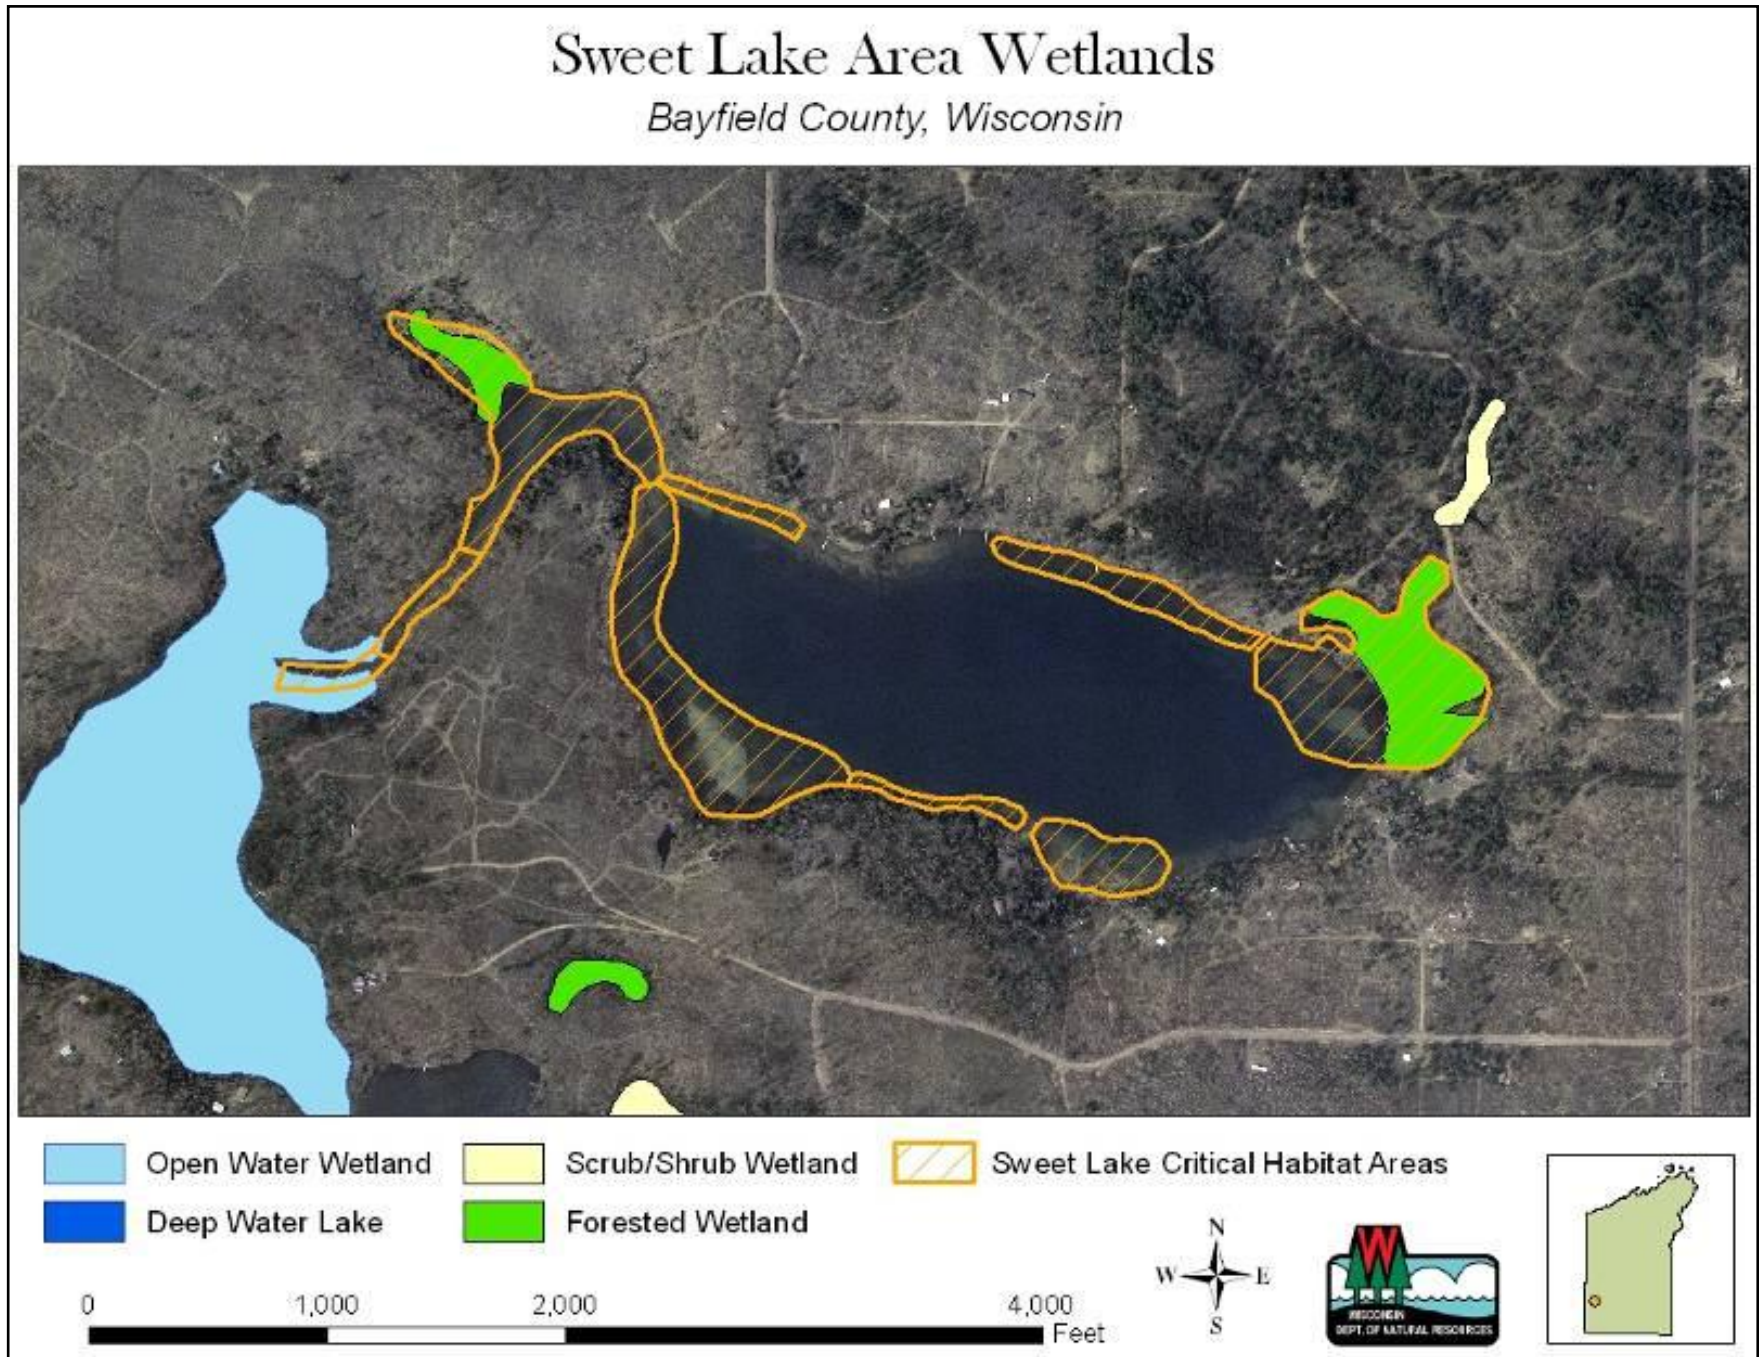 Sweet Lake Area Wetlands
Bayfield County, Wisconsin
Open Water Wetland
Scrub/Shrub Wetland
Sweet Lake Critical Habitat Areas
Deep Water Lake
Forested Wetland
0 1,000 2,000 4,000
Feet
N
W E
S
W
WISCONSIN
DEPT. OF NATURAL RESOURCES